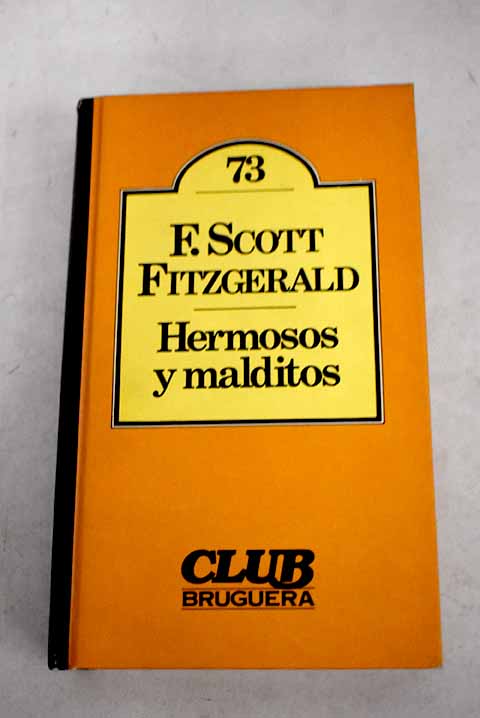 73
F. SCOTT
FITZGERALD
Hermosos
y malditos
CLUB
BRUGUERA